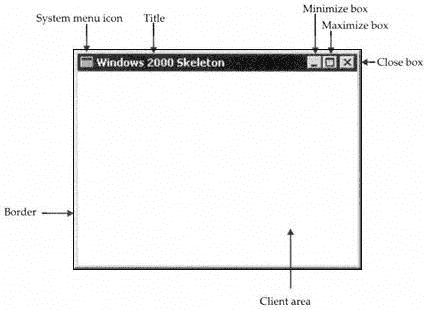 Minimize box
System menu icon
Title
Maximize box
Windows 2000 Skeleton
Close box
Border
Client area